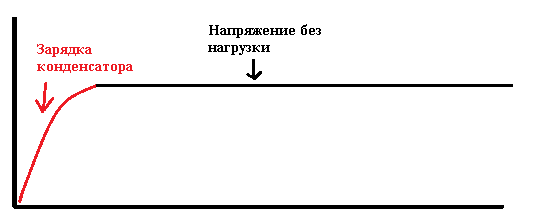 Зарядка
конденсатора
Напряжение без
нагрузки